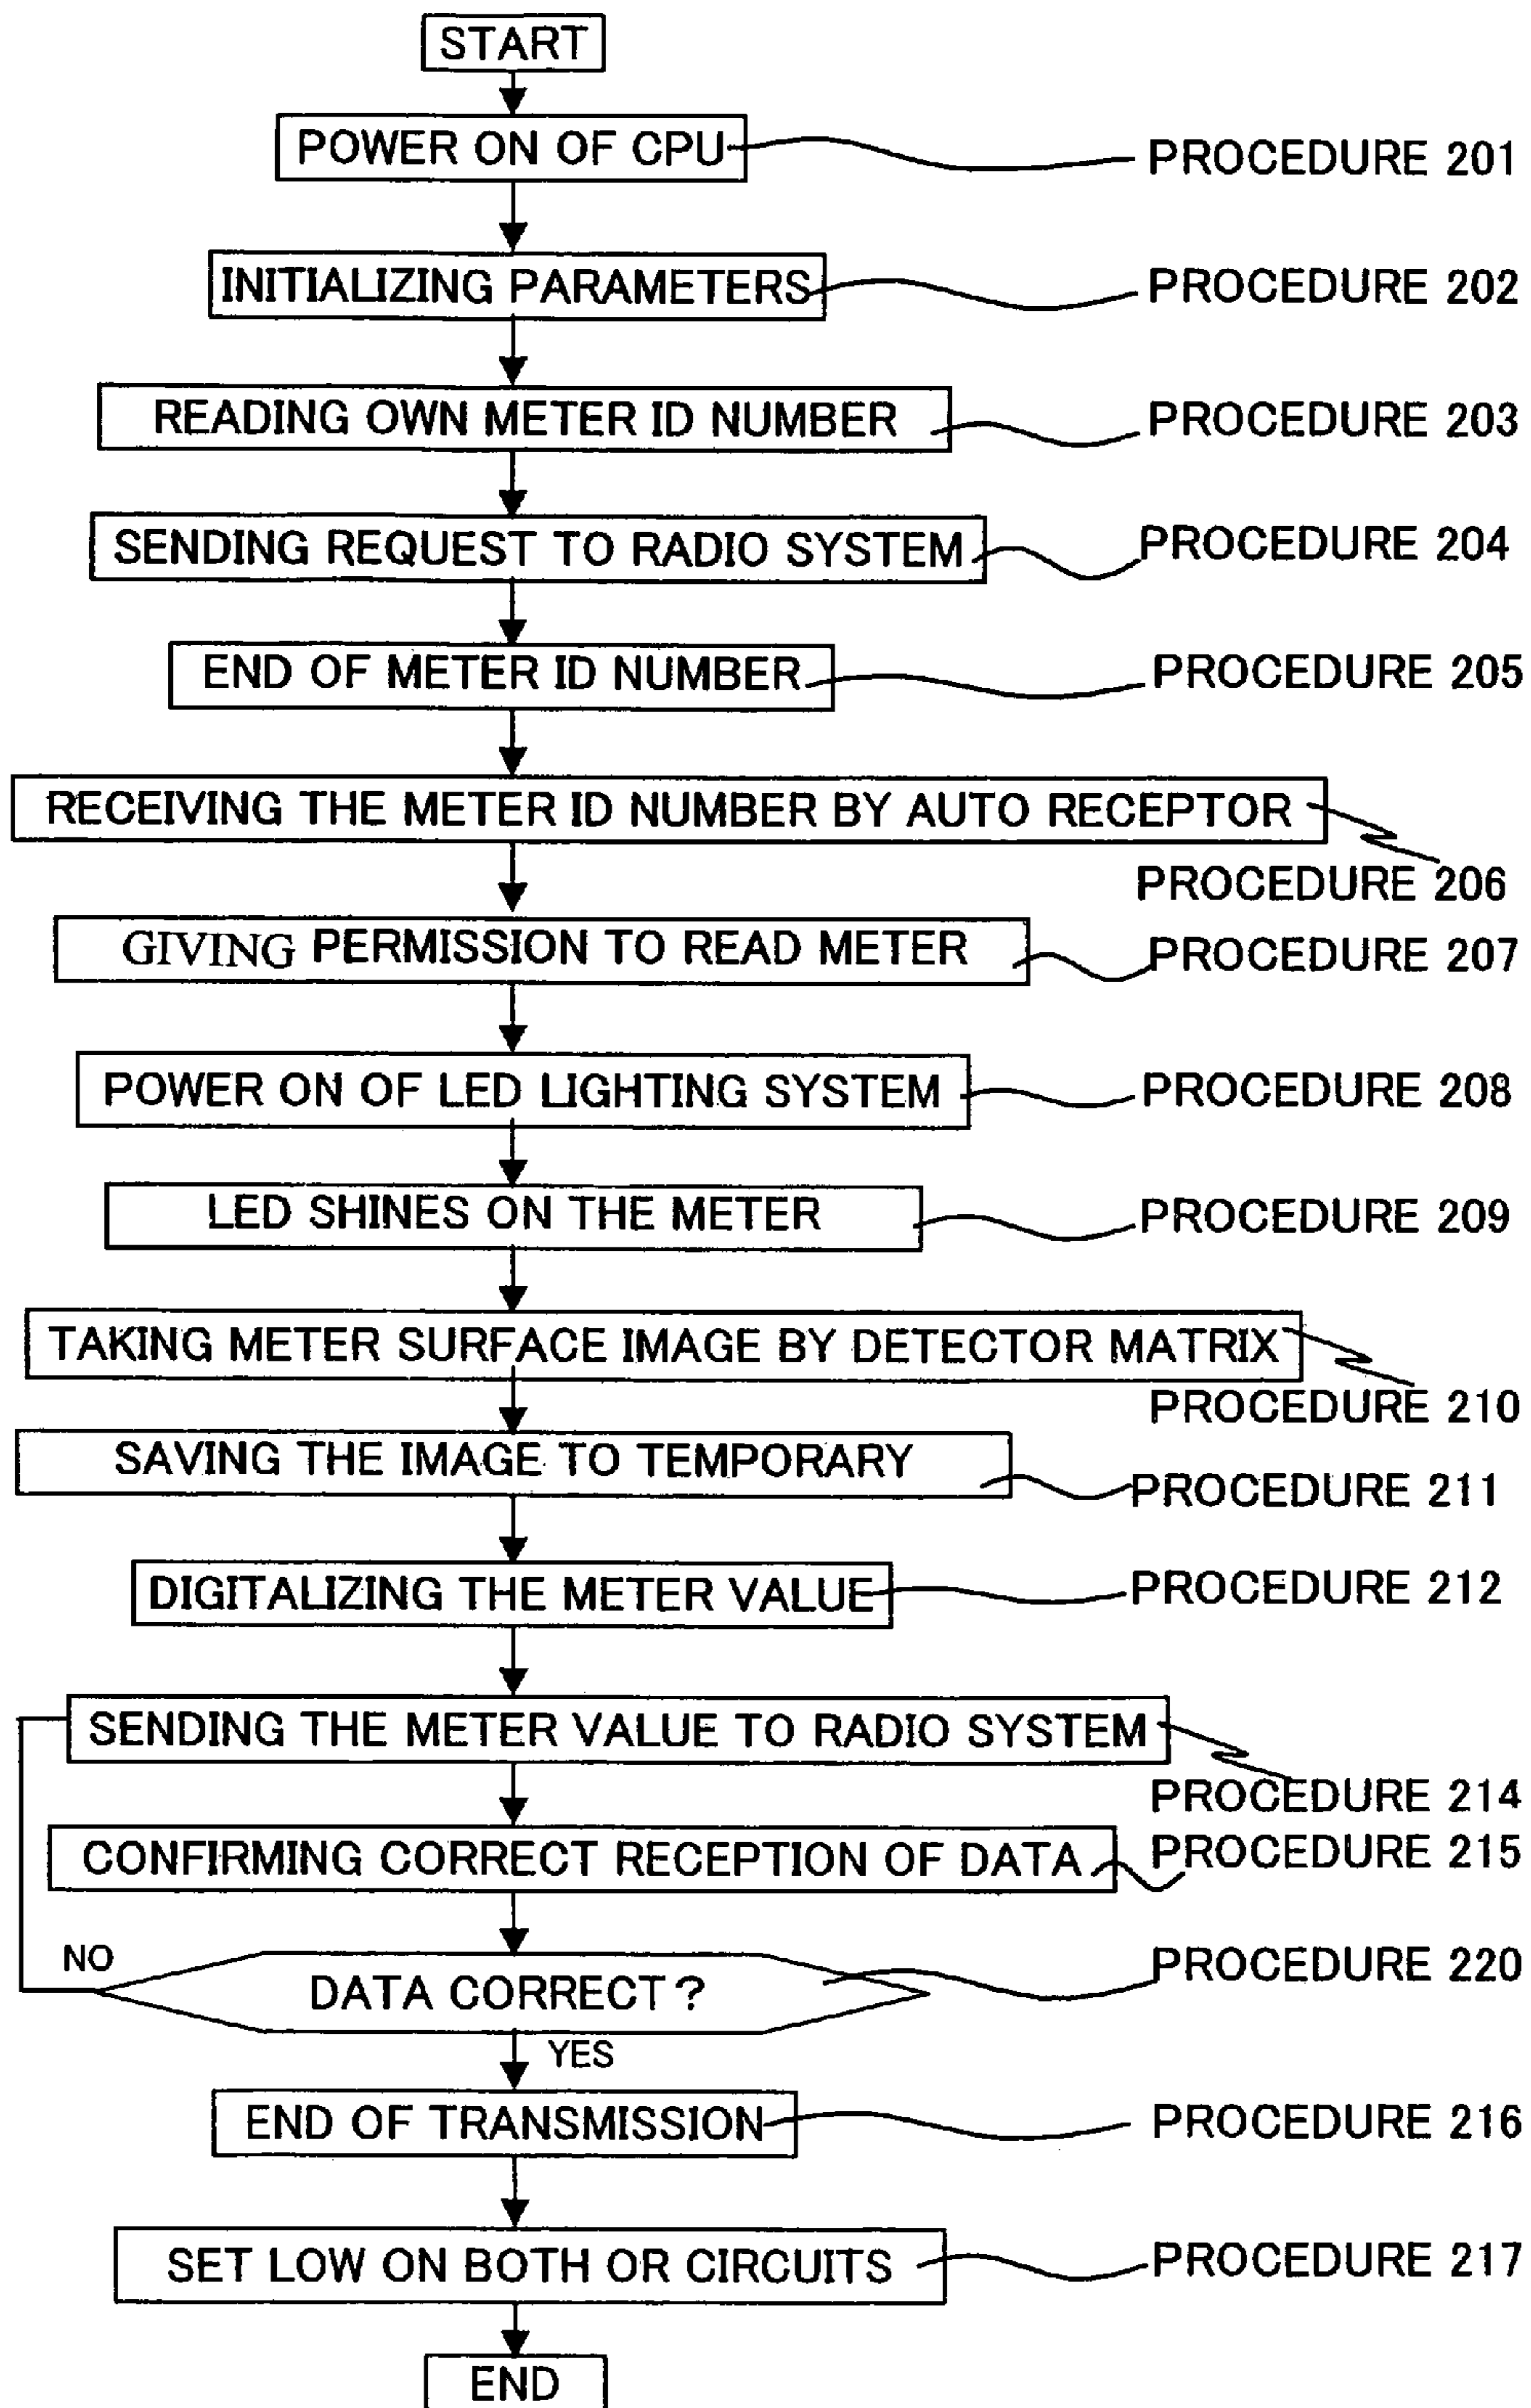 START
POWER ON OF CPU PROCEDURE 201
INITIALIZING PARAMETERS PROCEDURE 202
READING OWN METER ID NUMBER PROCEDURE 203
SENDING REQUEST TO RADIO SYSTEM PROCEDURE 204
END OF METER ID NUMBER PROCEDURE 205
RECEIVING THE METER ID NUMBER BY AUTO RECEPTOR
PROCEDURE 206
GIVING PERMISSION TO READ METER PROCEDURE 207
POWER ON OF LED LIGHTING SYSTEM PROCEDURE 208
LED SHINES ON THE METER PROCEDURE 209
TAKING METER SURFACE IMAGE BY DETECTOR MATRIX
PROCEDURE 210
SAVING THE IMAGE TO TEMPORARY PROCEDURE 211
DIGITALIZING THE METER VALUE PROCEDURE 212
SENDING THE METER VALUE TO RADIO SYSTEM
PROCEDURE 214
CONFIRMING CORRECT RECEPTION OF DATA PROCEDURE 215
NO
DATA CORRECT? PROCEDURE 220
YES
END OF TRANSMISSION PROCEDURE 216
SET LOW ON BOTH OR CIRCUITS PROCEDURE 217
END